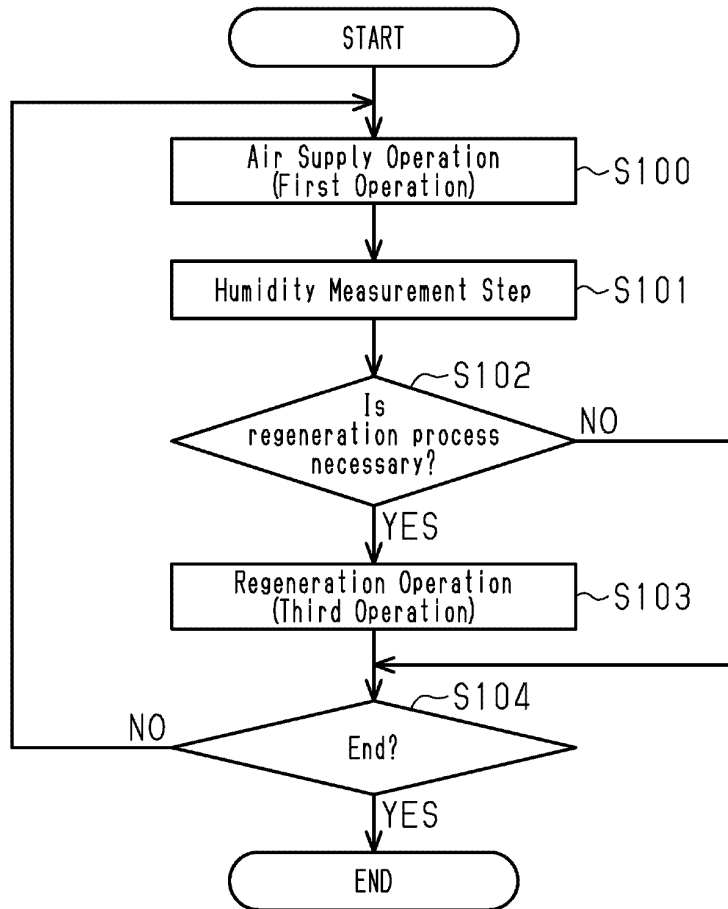 START
Air Supply Operation
(First Operation)
S100
Humidity Measurement Step
S101
S102
Is
regeneration process
necessary?
NO
YES
Regeneration Operation
(Third Operation)
S103
S104
NO
End?
YES
END